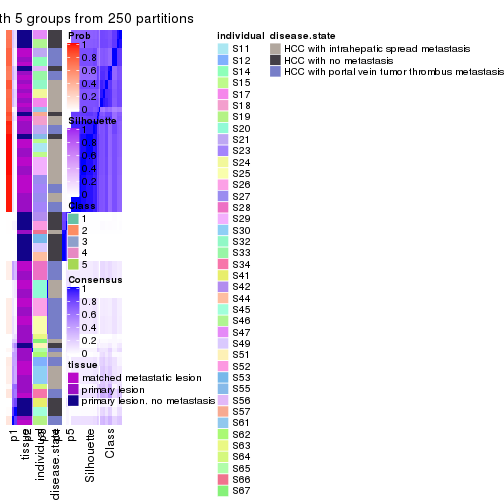 th 5 groups from 250 partitions
Prob
1
0.8
0.6
0.4
0.2
0
Silhouette
1
0.8
0.6
0.4
0.2
0
Class
1
2
3
4
5
Consensus
1
0.8
0.6
0.4
0.2
0
tissue
matched metastatic lesion
primary lesion
primary lesion. no metastasis
individual
S11
S12
S14
S15
S17
S18
S19
S20
S21
S23
S24
S25
S26
S27
S28
S29
S30
S32
S33
S34
S41
S42
S44
S45
S46
S47
S49
S51
S52
S53
S55
S56
S57
S61
S62
S63
S64
S65
S66
S67
disease.state
HCC with intrahepatic spread metastasis
HCC with no metastasis
HCC with portal vein tumor thrombus metastasis
p1
tissue
individual
disease.state
p5
Silhouette
Class